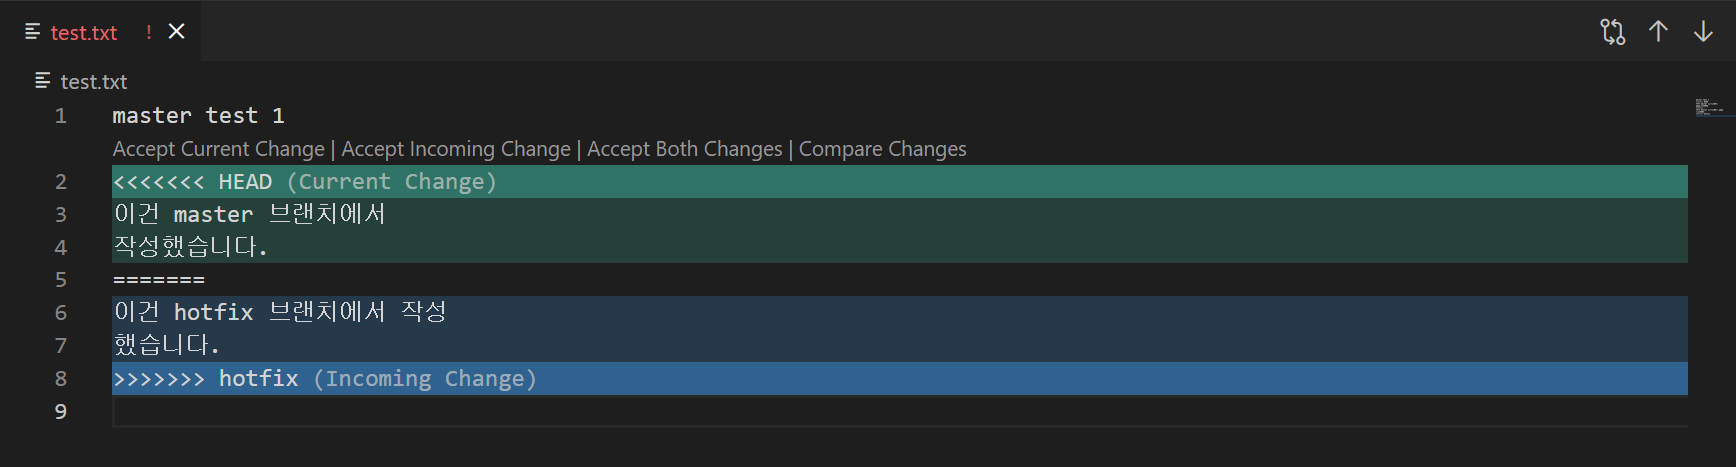 test.txt !
test.txt
1 master test 1
Accept Current Change | Accept Incoming Change | Accept Both Changes | Compare Changes
2 <<<<<<< HEAD (Current Change)
3 이건 master 브랜치에서
4 작성했습니다.
5 =======
6 이건 hotfix 브랜치에서 작성
7 했습니다.
8 >>>>>>> hotfix (Incoming Change)
9